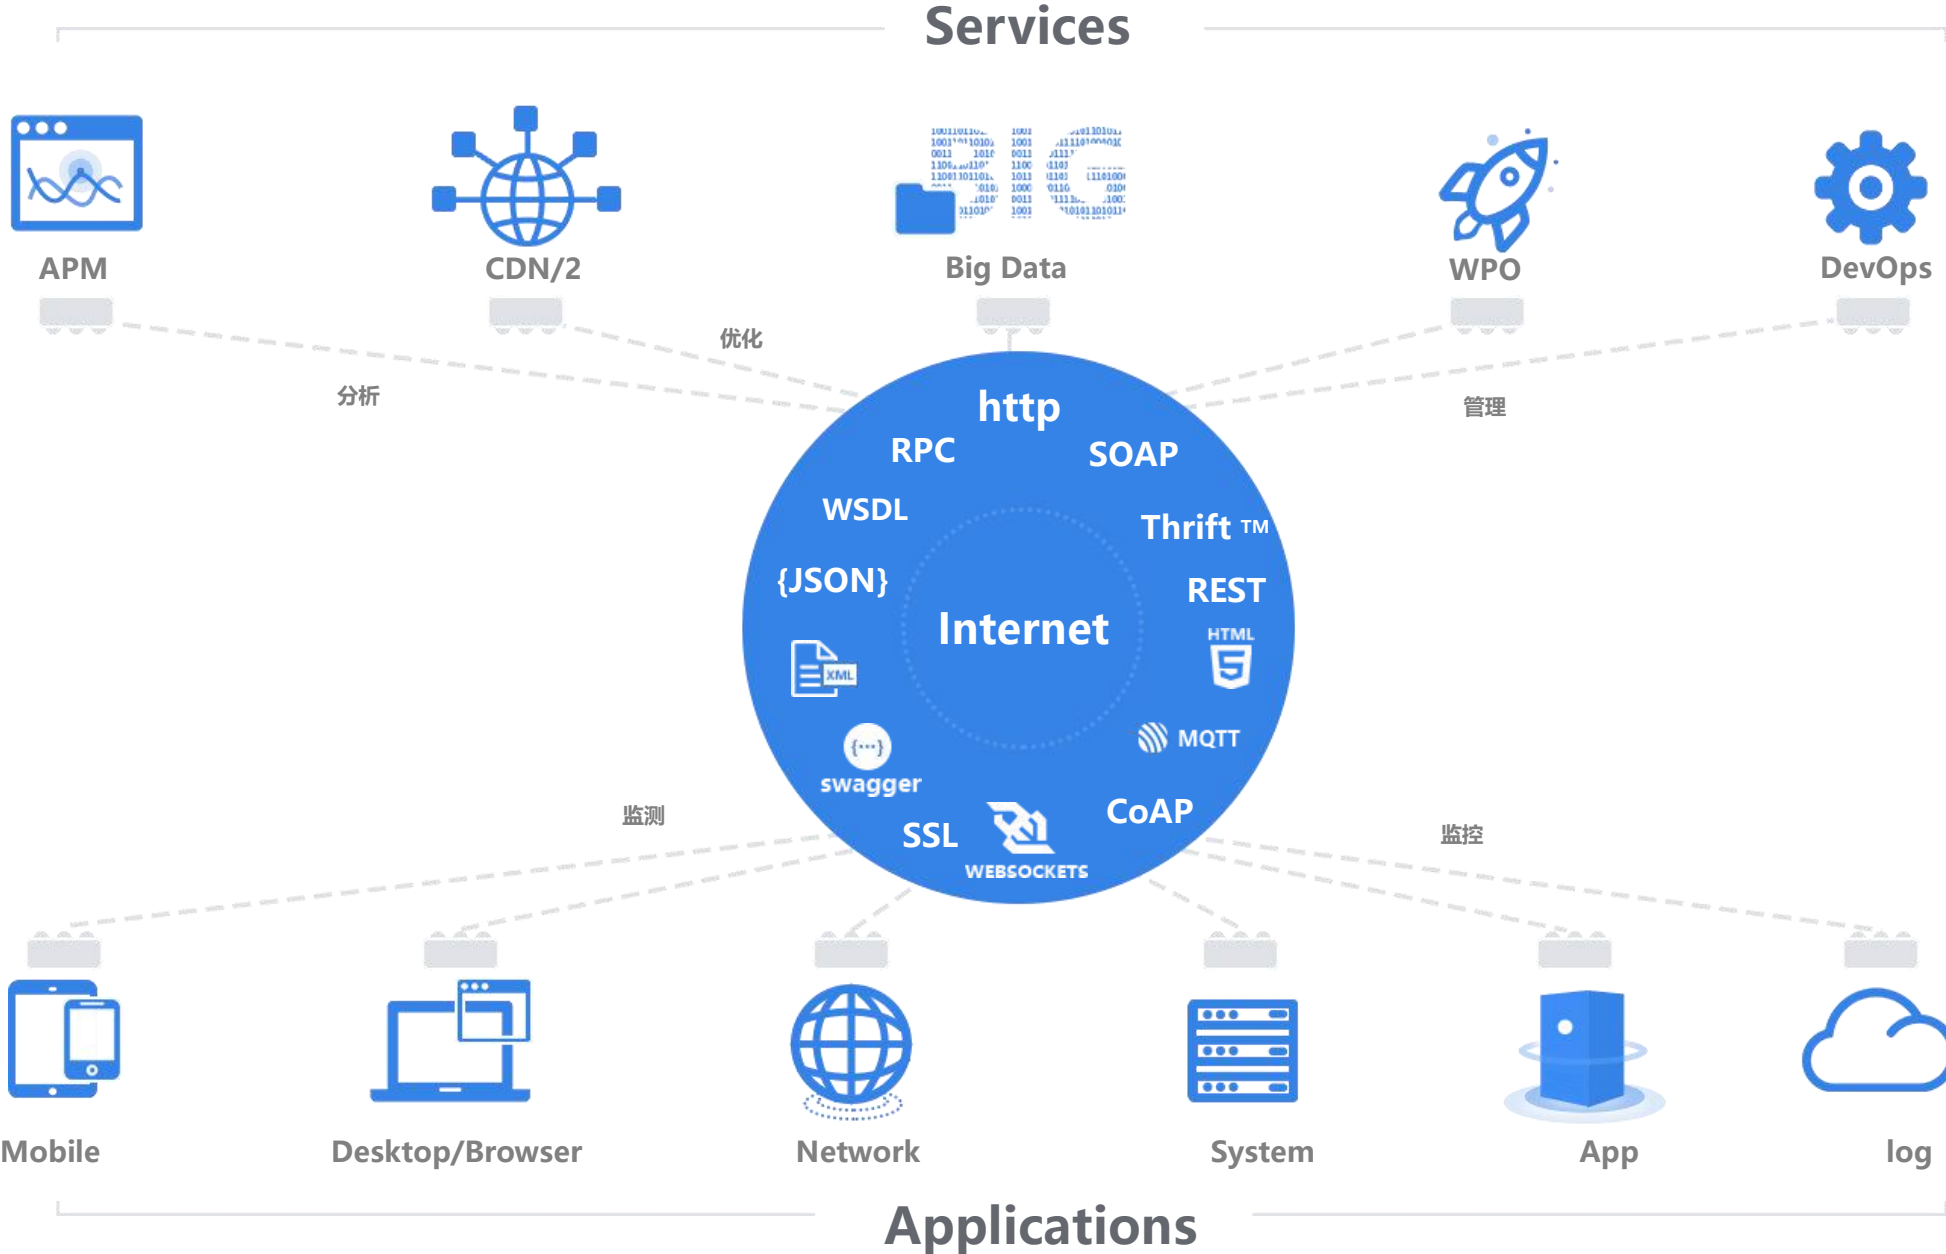 Services
APM
CDN/2
BIG
Big Data
WPO
DevOps
优化
分析
管理
http
RPC
SOAP
WSDL
Thrift TM
{JSON}
REST
Internet
HTML
5
XML
MQTT
{···}
swagger
CoAP
SSL
WEBSOCKETS
监测
监控
Mobile
Desktop/Browser
Network
System
App
log
Applications